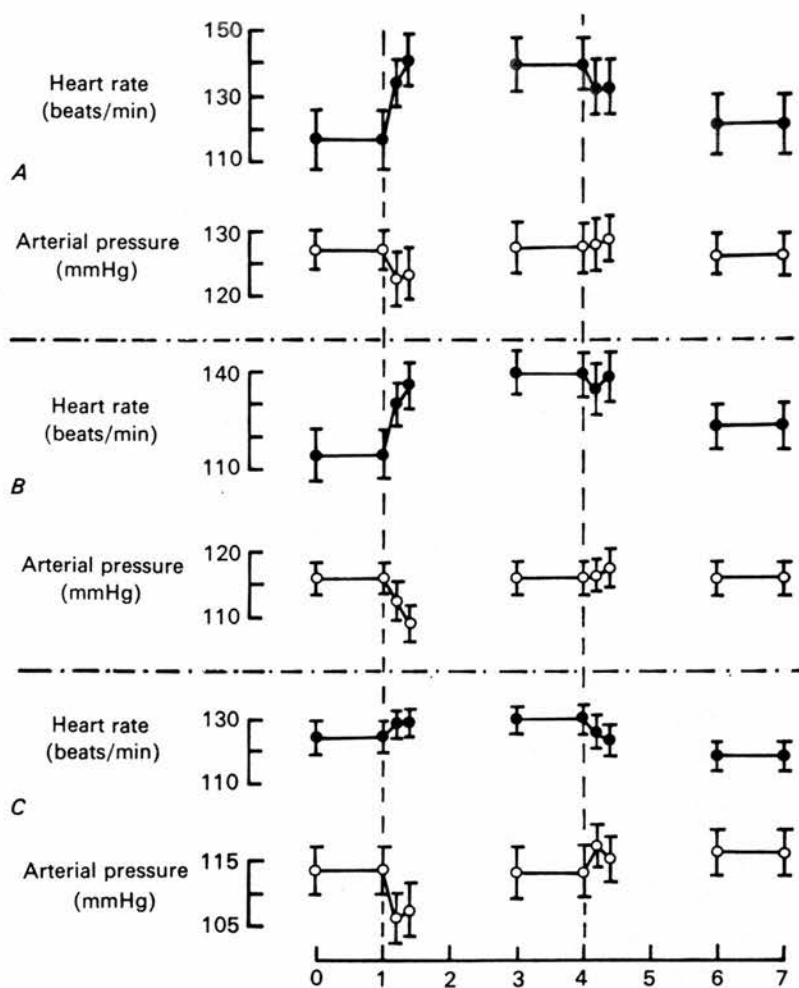 150
Heart rate
(beats/min)
130
110
A
Arterial pressure
(mmHg)
130
120
Heart rate
(beats/min)
140
110
B
Arterial pressure
(mmHg)
120
110
Heart rate
(beats/min)
130
110
C
Arterial pressure
(mmHg)
115
105
0 1 2 3 4 5 6 7